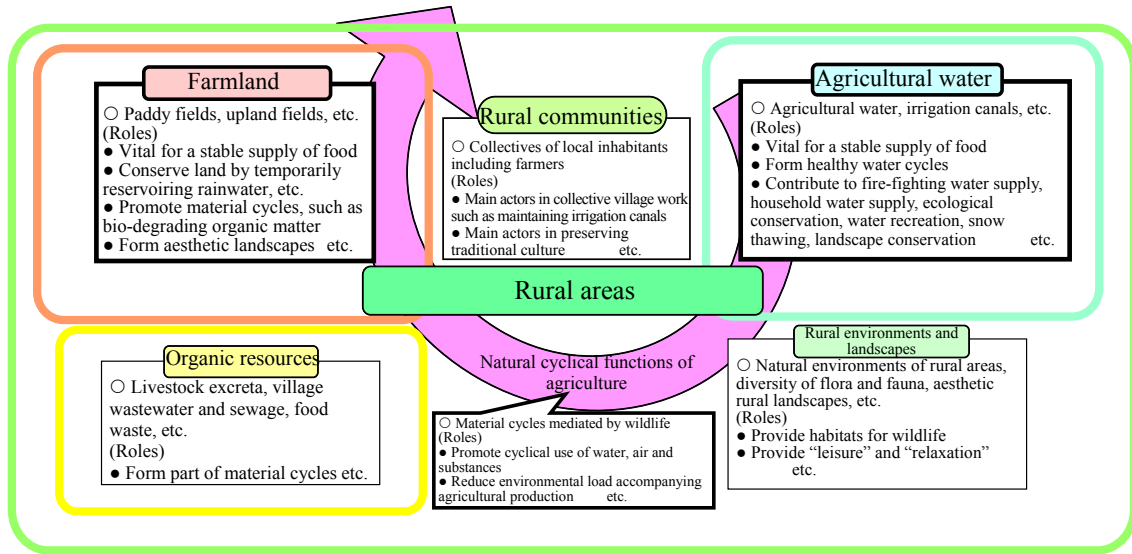 Farmland
○ Paddy fields, upland fields, etc.
(Roles)
● Vital for a stable supply of food
● Conserve land by temporarily
reservoiring rainwater, etc.
● Promote material cycles, such as
bio-degrading organic matter
● Form aesthetic landscapes etc.
Rural communities
○ Collectives of local inhabitants
including farmers
(Roles)
● Main actors in collective village work
such as maintaining irrigation canals
● Main actors in preserving
traditional culture etc.
Agricultural water
○ Agricultural water, irrigation canals, etc.
(Roles)
● Vital for a stable supply of food
● Form healthy water cycles
● Contribute to fire-fighting water supply,
household water supply, ecological
conservation, water recreation, snow
thawing, landscape conservation etc.
Rural areas
Organic resources
○ Livestock excreta, village
wastewater and sewage, food
waste, etc.
(Roles)
● Form part of material cycles etc.
Natural cyclical functions of
agriculture
○ Material cycles mediated by wildlife
(Roles)
● Promote cyclical use of water, air and
substances
● Reduce environmental load accompanying
agricultural production etc.
Rural environments and
landscapes
○ Natural environments of rural areas,
diversity of flora and fauna, aesthetic
rural landscapes, etc.
(Roles)
● Provide habitats for wildlife
● Provide “leisure” and “relaxation”
etc.